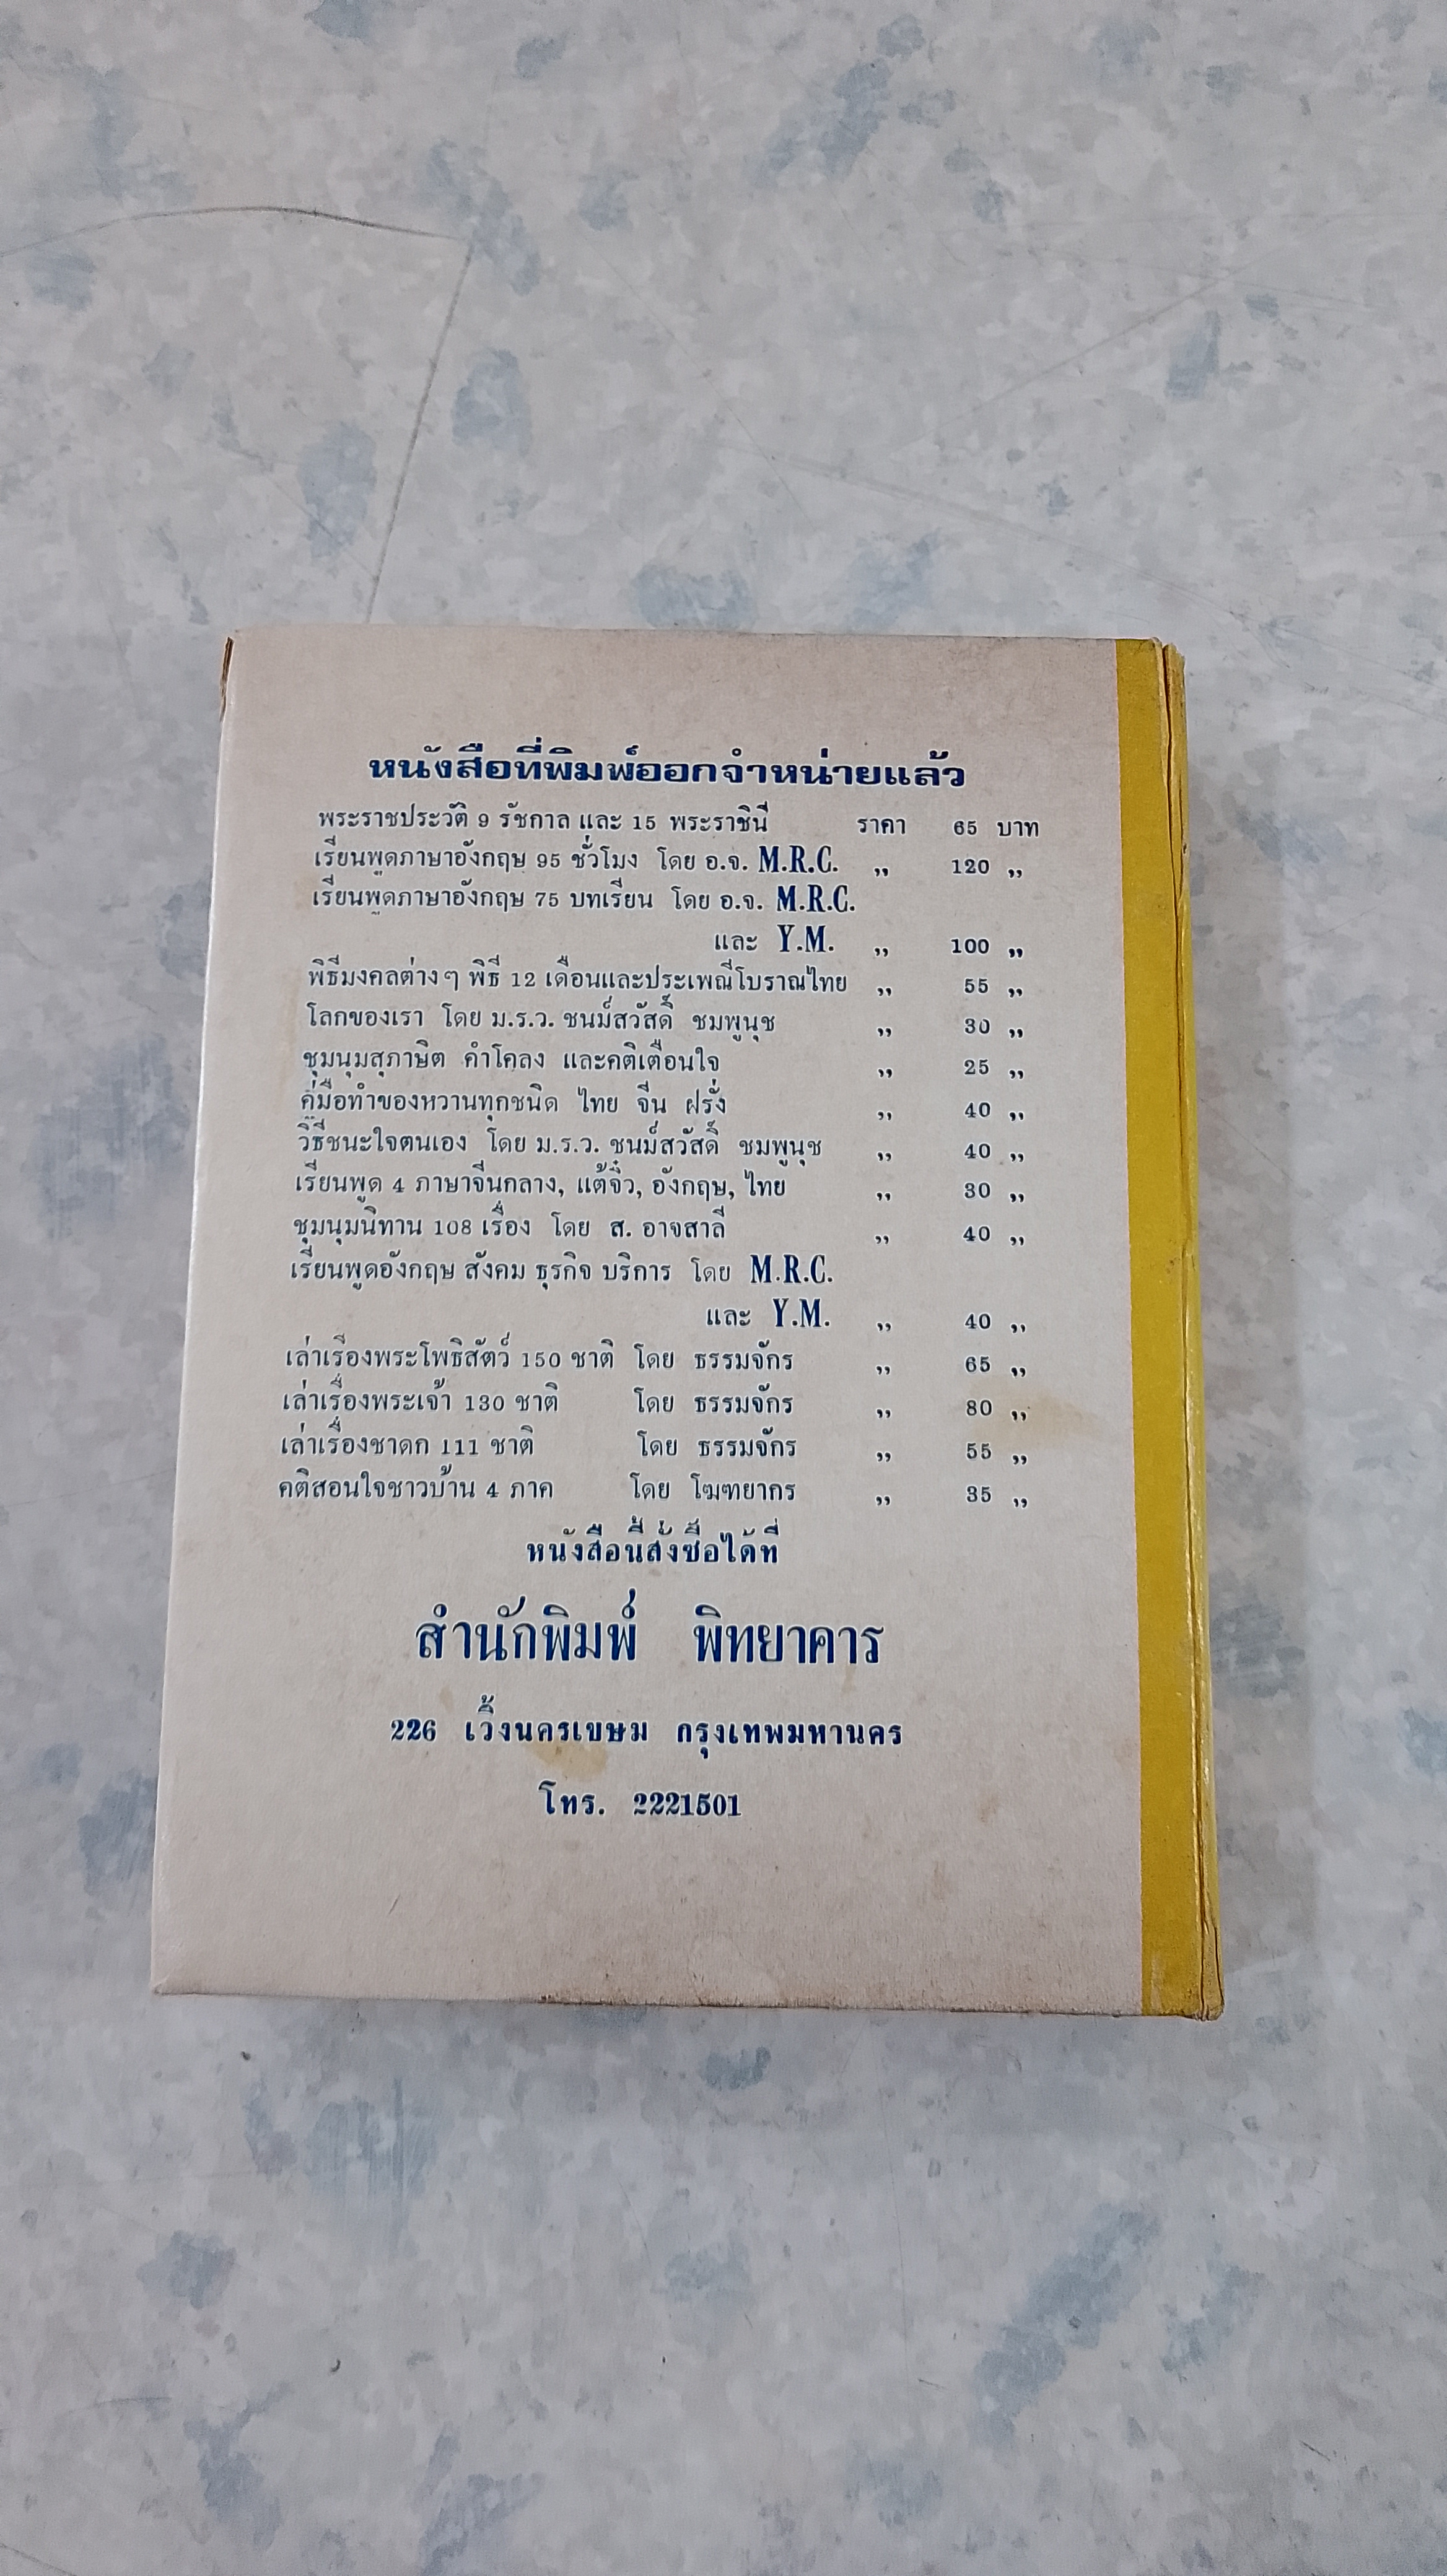 หนังสือที่พิมพ์ออกจำหน่ายแล้ว
พระราชประวัติ 9 รัชกาล และ 15 พระราชินี ราคา 65 บาท
เรียนพูดภาษาอังกฤษ 95 ชั่วโมง โดย อ.จ. M.R.C. ,, 120 ,,
เรียนพูดภาษาอังกฤษ 75 บทเรียน โดย อ.จ. M.R.C.
และ Y.M. ,, 100 ,,
พิธีมงคลต่างๆ พิธี 12 เดือนและประเพณีโบราณไทย ,, 55 ,,
โลกของเรา โดย ม.ร.ว. ชนม์สวัสดิ์ ชมพูนุช ,, 30 ,,
ชุมนุมสุภาษิต คำโคลง และคติเตือนใจ ,, 25 ,,
คู่มือทำของหวานทุกชนิด ไทย จีน ฝรั่ง ,, 40 ,,
วิธีชนะใจตนเอง โดย ม.ร.ว. ชนม์สวัสดิ์ ชมพูนุช ,, 40 ,,
เรียนพูด 4 ภาษาจีนกลาง, แต้จิ๋ว, อังกฤษ, ไทย ,, 30 ,,
ชุมนุมนิทาน 108 เรื่อง โดย ส. อาจสาลี ,, 40 ,,
เรียนพูดอังกฤษ สังคม ธุรกิจ บริการ โดย M.R.C.
และ Y.M. ,, 40 ,,
เล่าเรื่องพระโพธิสัตว์ 150 ชาติ โดย ธรรมจักร ,, 65 ,,
เล่าเรื่องพระเจ้า 130 ชาติ โดย ธรรมจักร ,, 80 ,,
เล่าเรื่องชาดก 111 ชาติ โดย ธรรมจักร ,, 55 ,,
คติสอนใจชาวบ้าน 4 ภาค โดย โฆฑยากร ,, 35 ,,
หนังสือนี้สั่งซื้อได้ที่
สำนักพิมพ์ พิทยาคาร
226 เวิ้งนครเขษม กรุงเทพมหานคร
โทร. 2221501